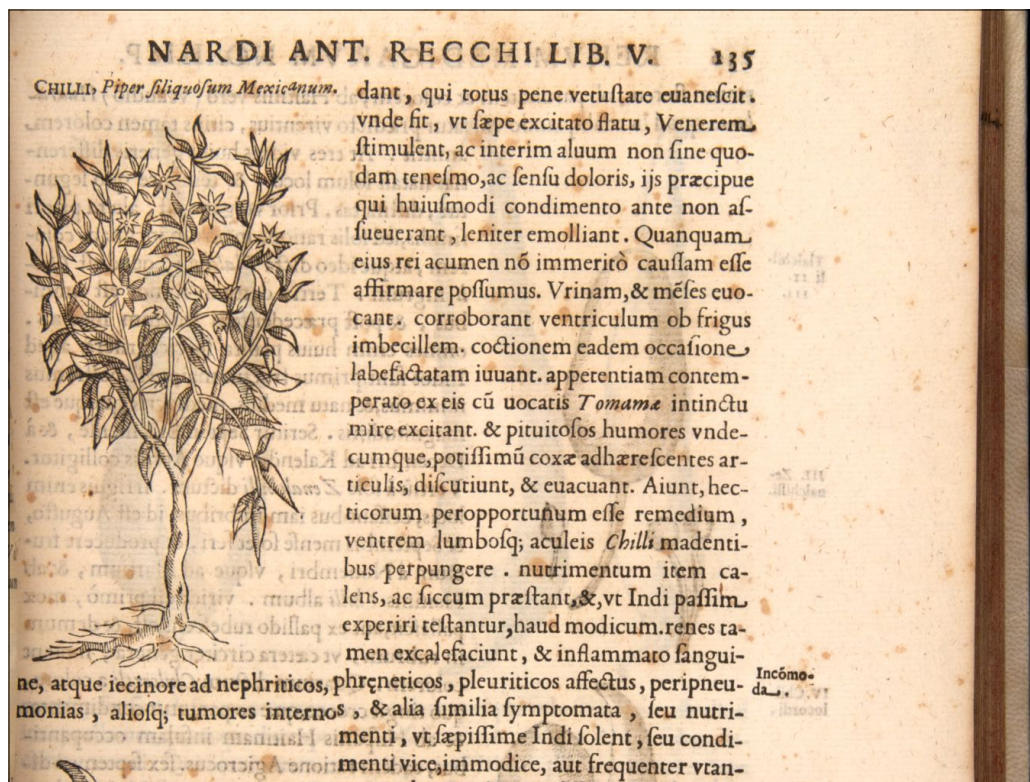 NARDI ANT. RECCHI LIB. V. 135
CHILLI, Piper siliquosum Mexicanum.
dant, qui totus pene vetustate euanescit.
vnde fit, vt sæpe excitato flatu, Venerem
stimulent, ac interim aluum non sine quo-
dam tenesmo, ac sensu doloris, ijs præcipue
qui huiusmodi condimento ante non as-
sueuerant, leniter emolliant. Quanquam
eius rei acumen nõ immeritò caussam esse
affirmare possumus. Vrinam, & mẽses euo-
cant. corroborant ventriculum ob frigus
imbecillem. coctionem eadem occasione
labefactatam iuuant. appetentiam contem-
perato ex eis cũ uocatis Tomamæ intinctu
mire excitant. & pituitosos humores vnde-
cumque, potissimũ coxæ adhærescentes ar-
ticulis, discutiunt, & euacuant. Aiunt, hec-
ticorum peropportunum esse remedium,
ventrem lumbosq; aculeis Chilli madenti-
bus perpungere. nutrimentum item ca-
lens, ac siccum præstant, &, vt Indi passim
experiri testantur, haud modicum. renes ta-
men excalefaciunt, & inflammato sangui-
ne, atque iecinore ad nephriticos, phręneticos, pleuriticos affectus, peripneu-
Incómo-
da.
monias, aliosq; tumores internos, & alia similia symptomata, seu nutri-
menti, vt sæpissime Indi solent, seu condi-
menti vice, immodice, aut frequenter vtan-